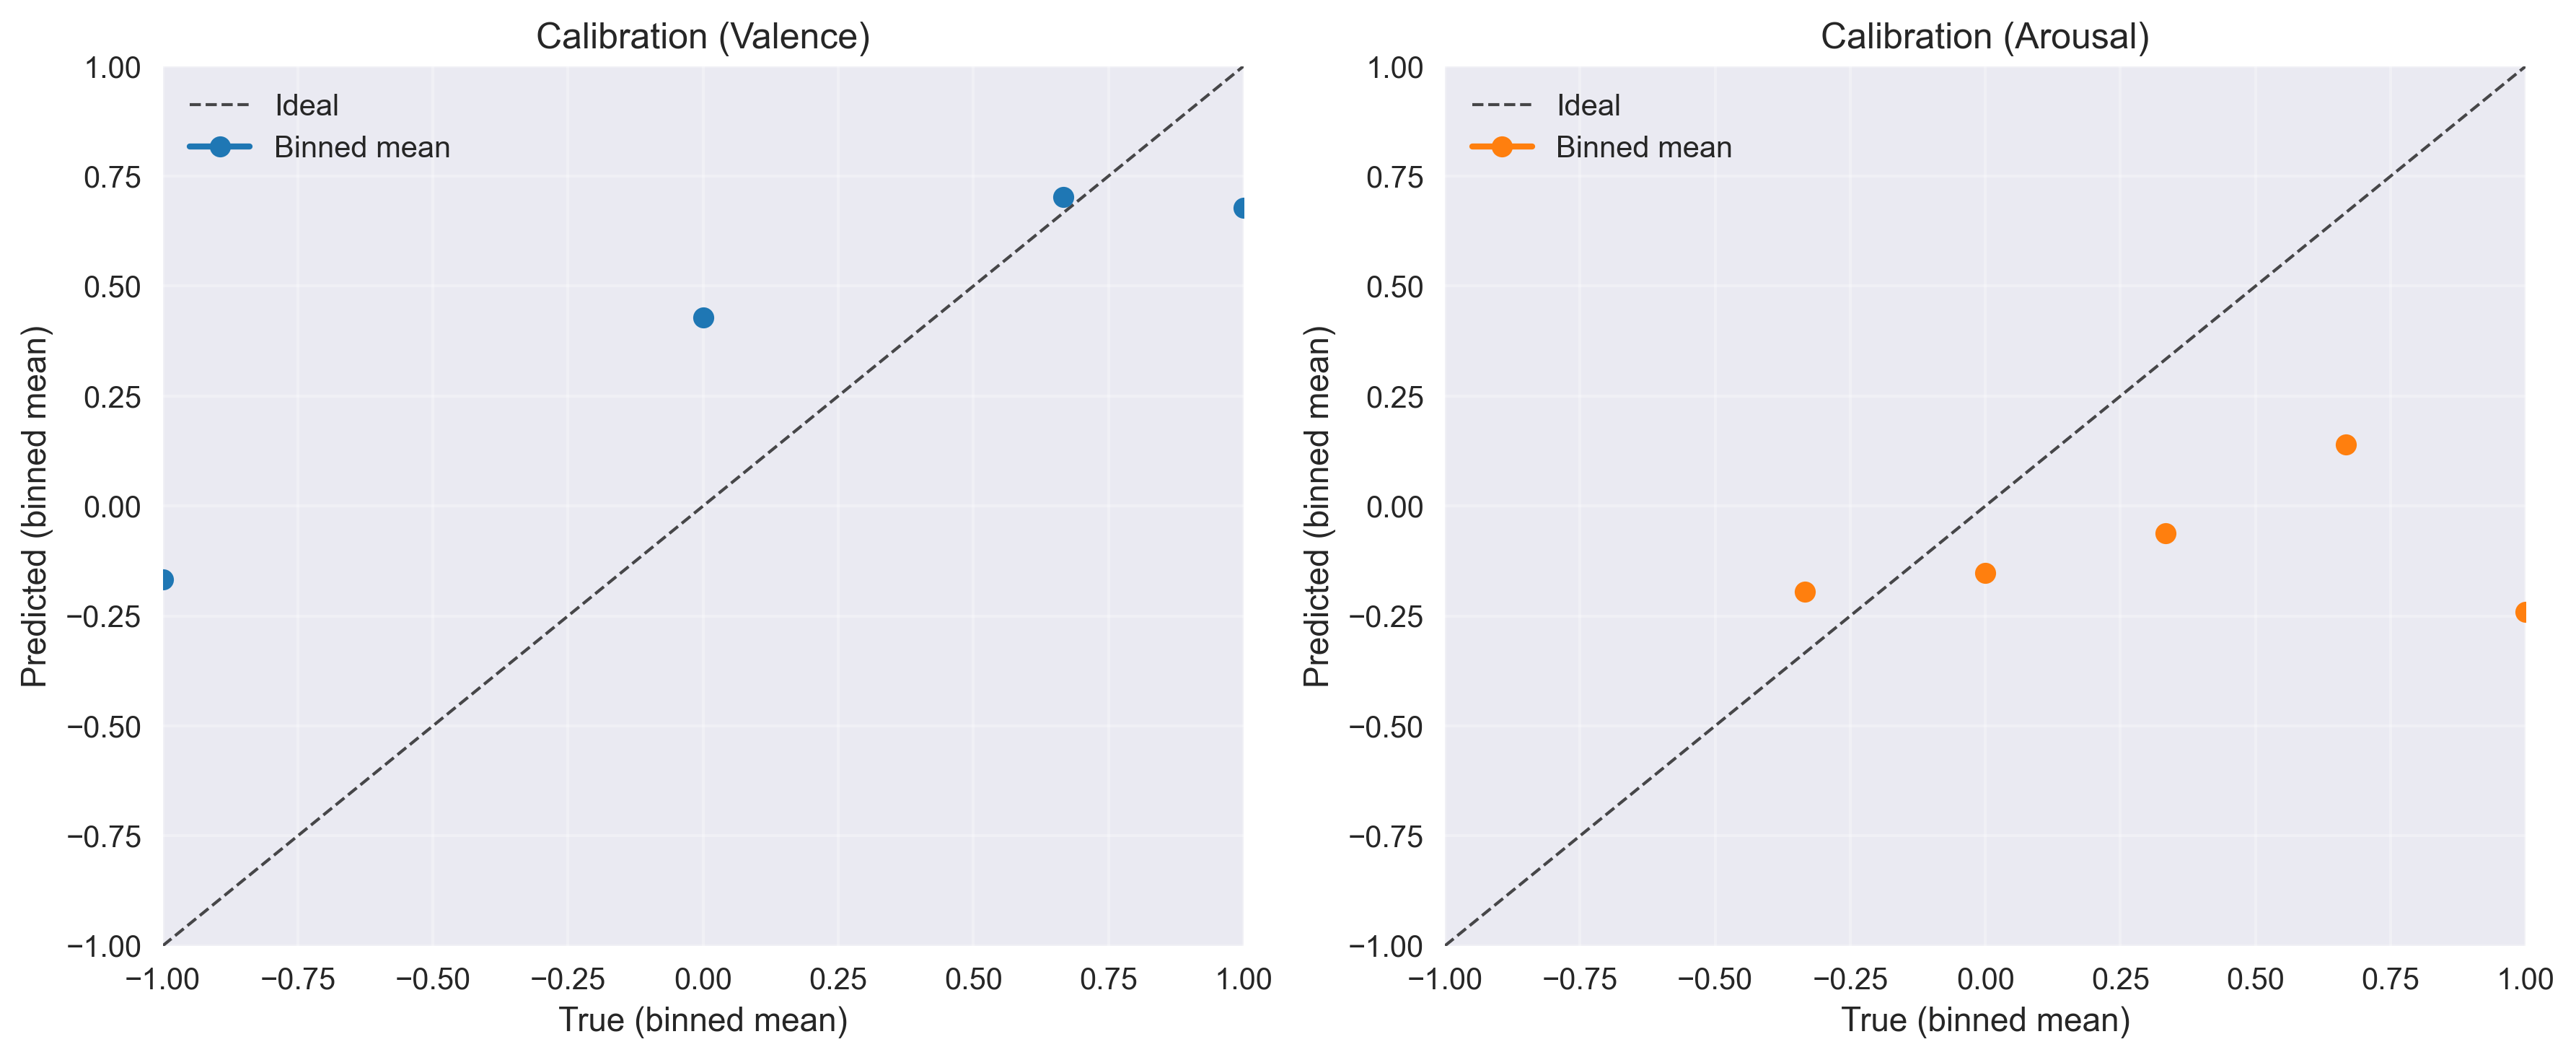 Calibration (Valence)
1.00
0.75
0.50
0.25
0.00
−0.25
−0.50
−0.75
−1.00
Predicted (binned mean)
Ideal
Binned mean
−1.00 −0.75 −0.50 −0.25 0.00 0.25 0.50 0.75 1.00
True (binned mean)
Calibration (Arousal)
1.00
0.75
0.50
0.25
0.00
−0.25
−0.50
−0.75
−1.00
Predicted (binned mean)
Ideal
Binned mean
−1.00 −0.75 −0.50 −0.25 0.00 0.25 0.50 0.75 1.00
True (binned mean)